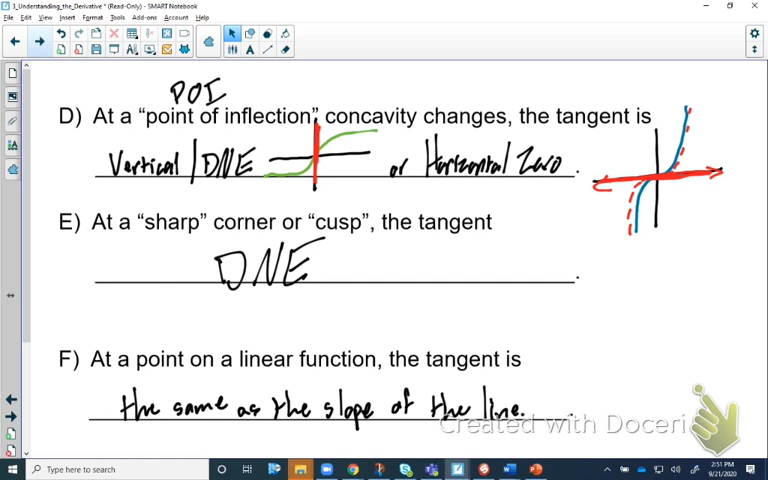 3_Understanding_the_Derivative * (Read-Only) - SMART Notebook
File Edit View Insert Format Tools Add-ons Account Help
POI
D) At a “point of inflection”, concavity changes, the tangent is
Vertical / DNE or Horizontal Zero.
E) At a “sharp” corner or “cusp”, the tangent
DNE.
F) At a point on a linear function, the tangent is
the same as the slope of the line.
Created with Doceri
Type here to search
2:51 PM
9/21/2020